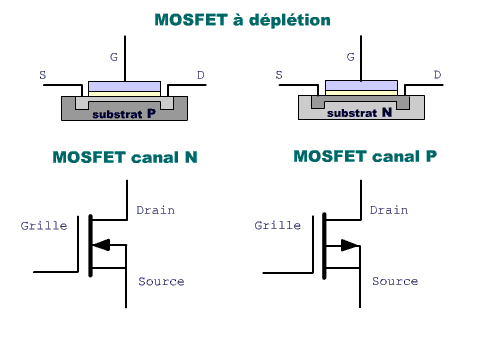 MOSFET à déplétion
G
G
S
D
S
D
substrat P
substrat N
MOSFET canal N
MOSFET canal P
Drain
Drain
Grille
Grille
Source
Source